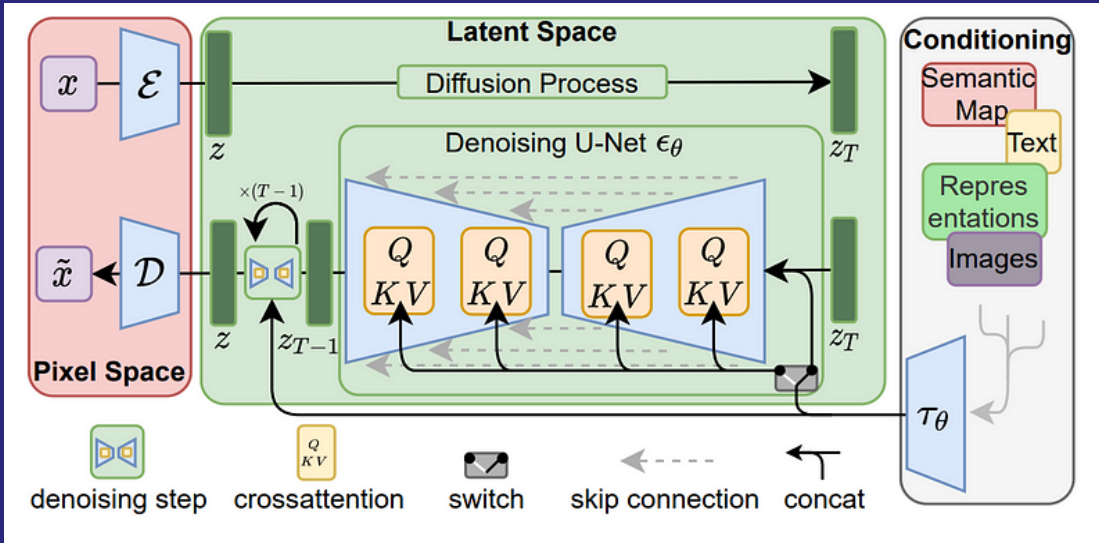 Latent Space
Conditioning
x
ℰ
Diffusion Process
Semantic
Map
z
z_T
Text
Denoising U-Net ϵ_θ
×(T−1)
Repres
entations
Images
x̃
𝒟
Q
KV
Q
KV
Q
KV
Q
KV
z
z_{T−1}
z_T
Pixel Space
τ_θ
Q
KV
denoising step
crossattention
switch
skip connection
concat